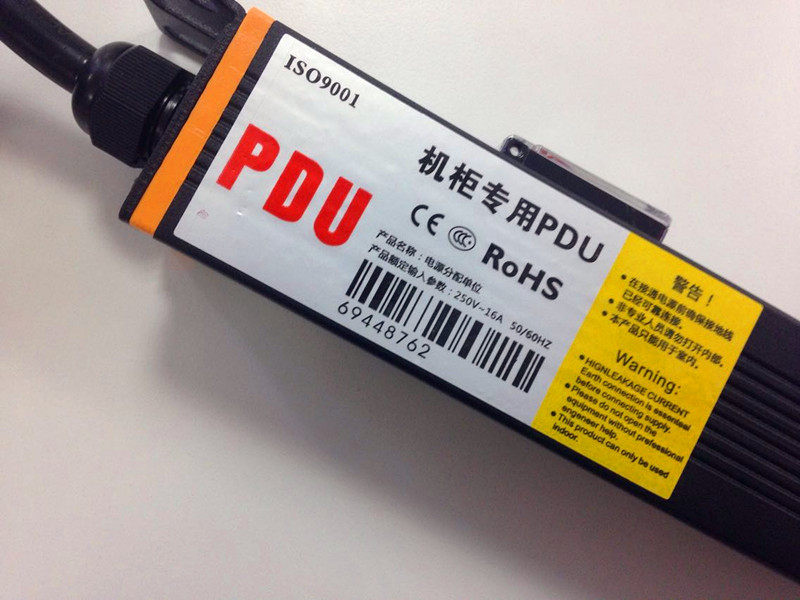 ISO9001
PDU
机柜专用PDU
CE CCC RoHS
产品名称：电源分配单位
产品额定输入参数：250V~16A 50/60HZ
69448762
警告！
• 在接通电源前确保接地线
已经可靠连接。
• 非专业人员请勿打开内部。
• 本产品只能用于室内。
Warning:
• HIGNLEAKAGE CURRENT
Earth connection is essenteal
before connecting supply.
• Please do not open the
equipment without prefessional
engeneer help.
• This product can only be used
indoor.